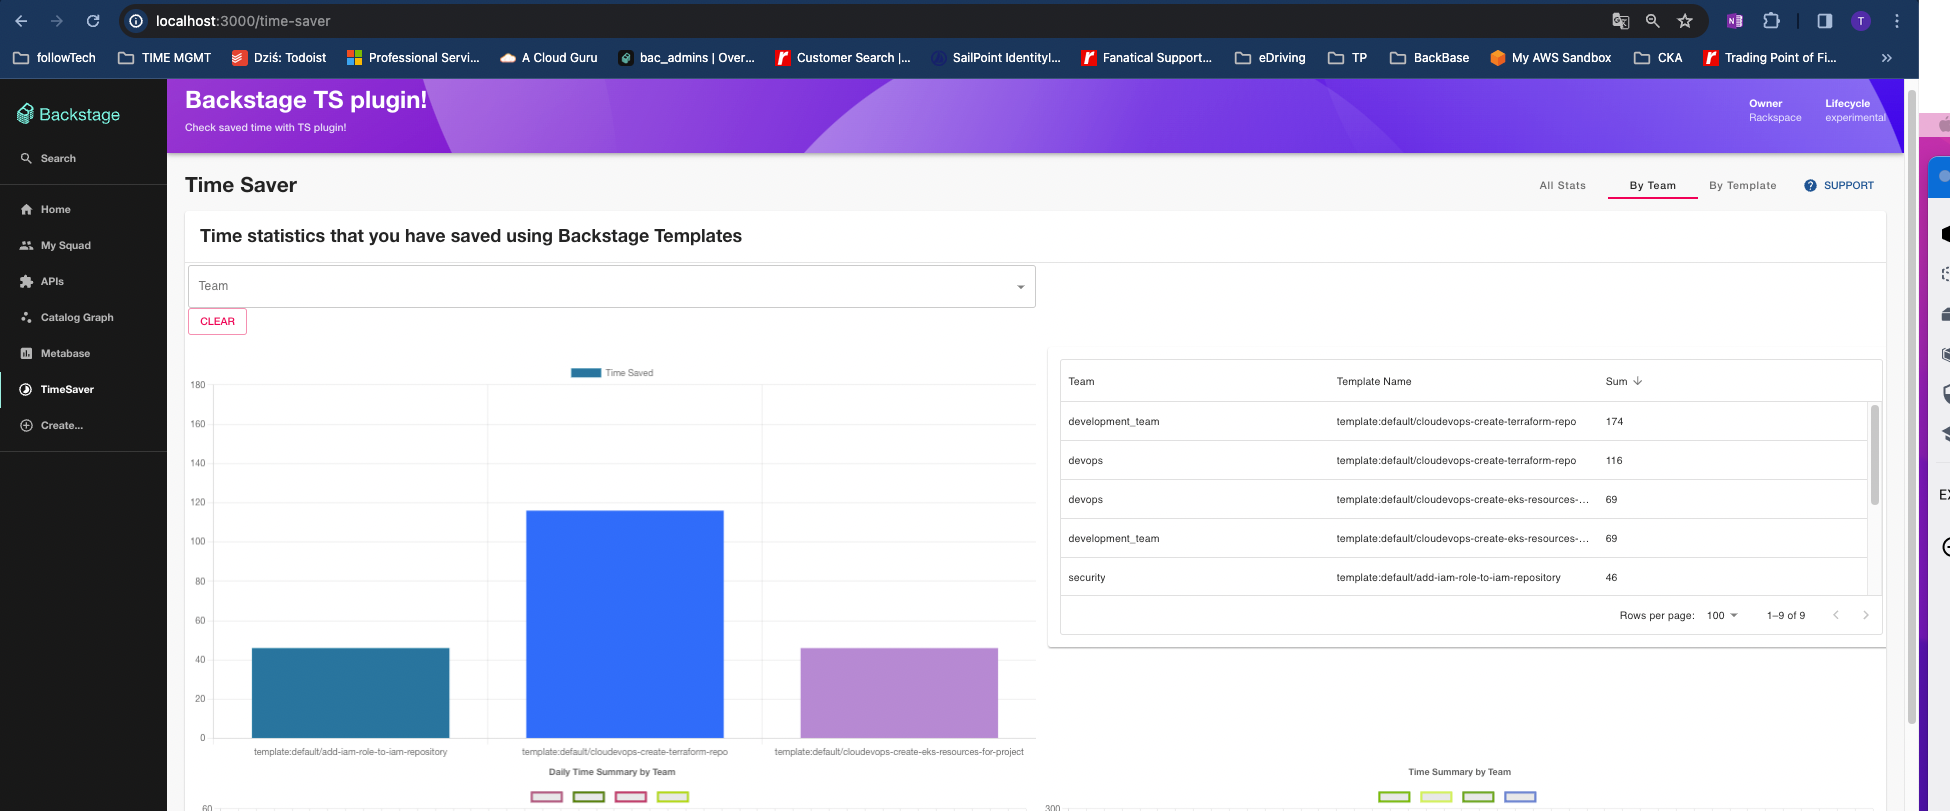 localhost:3000/time-saver
T
followTech
TIME MGMT
Dziś: Todoist
Professional Servi...
A Cloud Guru
bac_admins | Over...
Customer Search |...
SailPoint IdentityI...
Fanatical Support...
eDriving
TP
BackBase
My AWS Sandbox
CKA
Trading Point of Fi...
»
Backstage
Search
Home
My Squad
APIs
Catalog Graph
Metabase
TimeSaver
Create...
Backstage TS plugin!
Check saved time with TS plugin!
Owner
Rackspace
Lifecycle
experimental
Time Saver
All Stats
By Team
By Template
SUPPORT
Time statistics that you have saved using Backstage Templates
Team
CLEAR
Time Saved
180
160
140
120
100
80
60
40
20
0
template:default/add-iam-role-to-iam-repository
template:default/cloudevops-create-terraform-repo
template:default/cloudevops-create-eks-resources-for-project
Team Template Name Sum
development_team template:default/cloudevops-create-terraform-repo 174
devops template:default/cloudevops-create-terraform-repo 116
devops template:default/cloudevops-create-eks-resources-... 69
development_team template:default/cloudevops-create-eks-resources-... 69
security template:default/add-iam-role-to-iam-repository 46
Rows per page: 100 1–9 of 9
Daily Time Summary by Team
60
Time Summary by Team
300